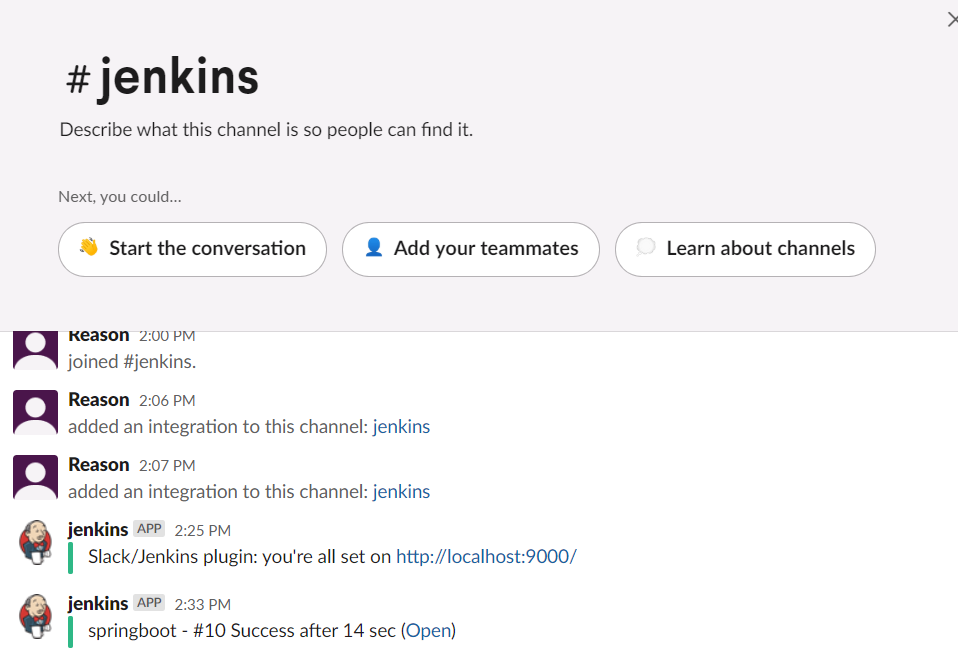 # jenkins
Describe what this channel is so people can find it.
Next, you could...
👋 Start the conversation
👤 Add your teammates
💭 Learn about channels
Reason 2:00 PM
joined #jenkins.
Reason 2:06 PM
added an integration to this channel: jenkins
Reason 2:07 PM
added an integration to this channel: jenkins
jenkins APP 2:25 PM
Slack/Jenkins plugin: you're all set on http://localhost:9000/
jenkins APP 2:33 PM
springboot - #10 Success after 14 sec (Open)